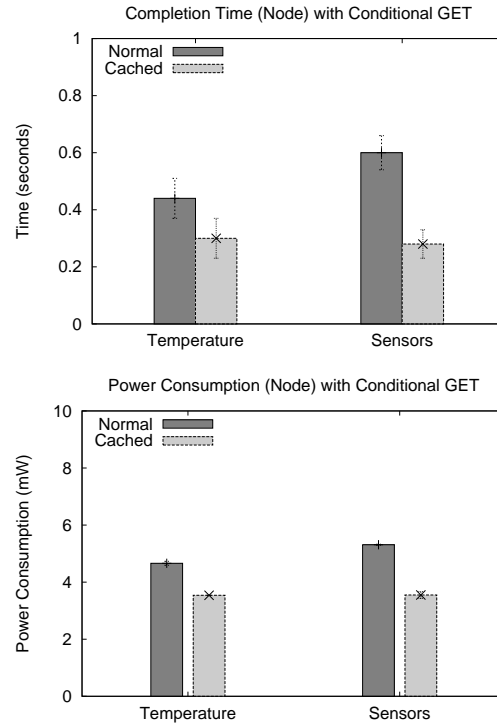 Completion Time (Node) with Conditional GET
Normal
Cached
1
0.8
0.6
0.4
0.2
0
Time (seconds)
Temperature Sensors
Power Consumption (Node) with Conditional GET
Normal
Cached
10
8
6
4
2
0
Power Consumption (mW)
Temperature Sensors